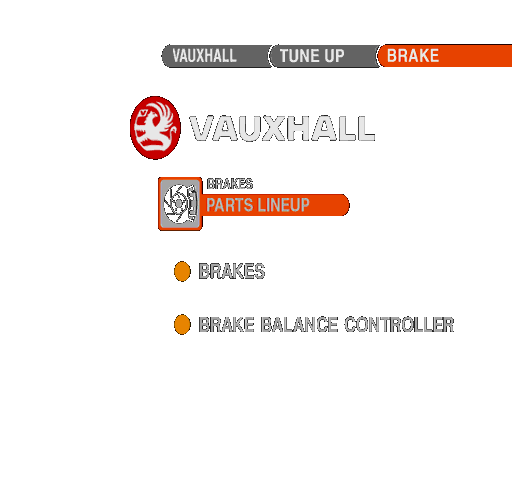 VAUXHALL TUNE UP BRAKE
VAUXHALL
BRAKES
PARTS LINEUP
BRAKES
BRAKE BALANCE CONTROLLER